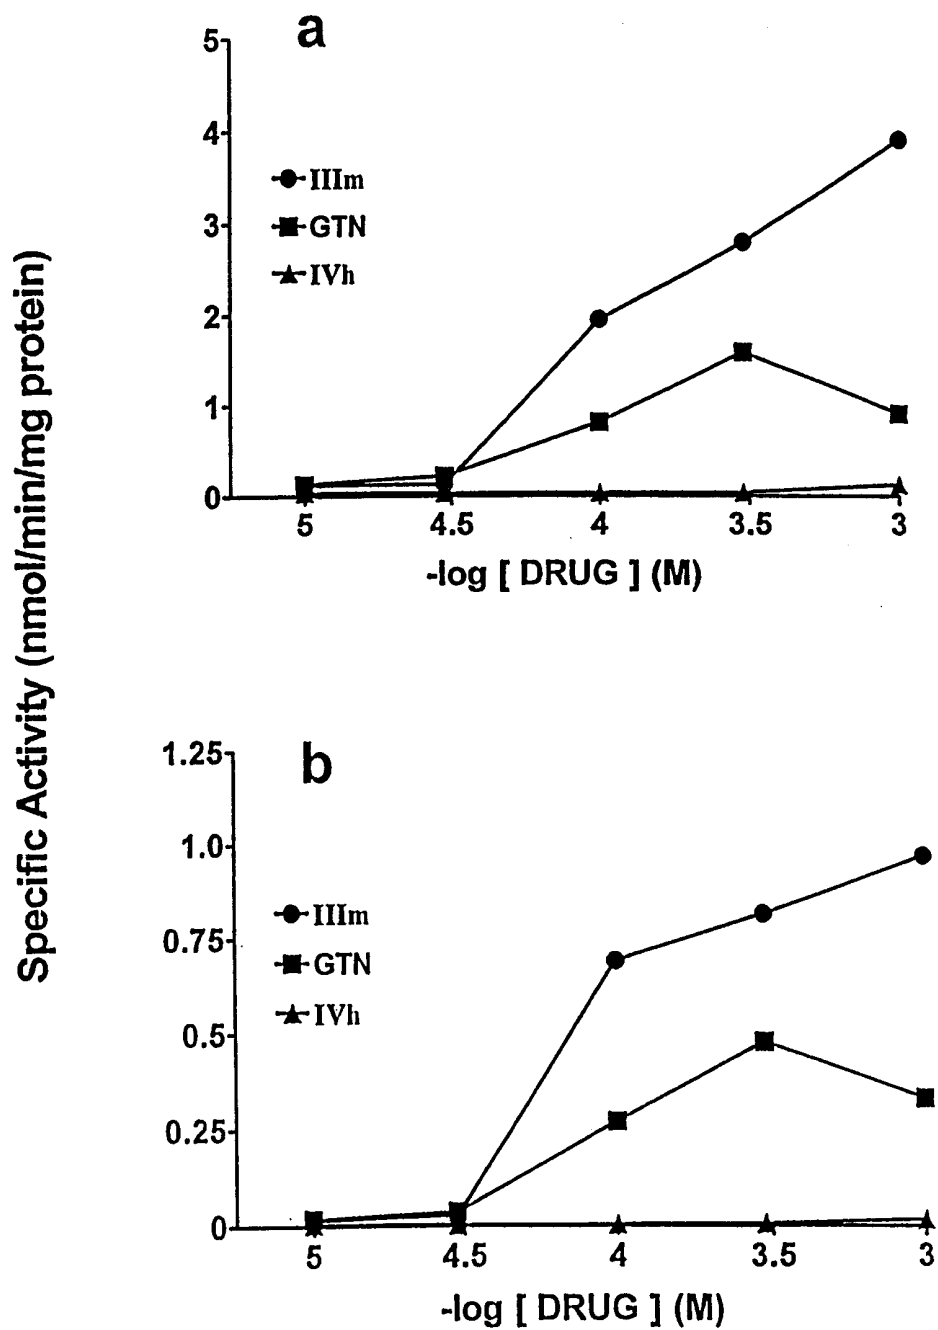 Specific Activity (nmol/min/mg protein)
a
5
4
3
2
1
0
IIIm
GTN
IVh
5 4.5 4 3.5 3
-log [ DRUG ] (M)
b
1.25
1.0
0.75
0.5
0.25
0
IIIm
GTN
IVh
5 4.5 4 3.5 3
-log [ DRUG ] (M)